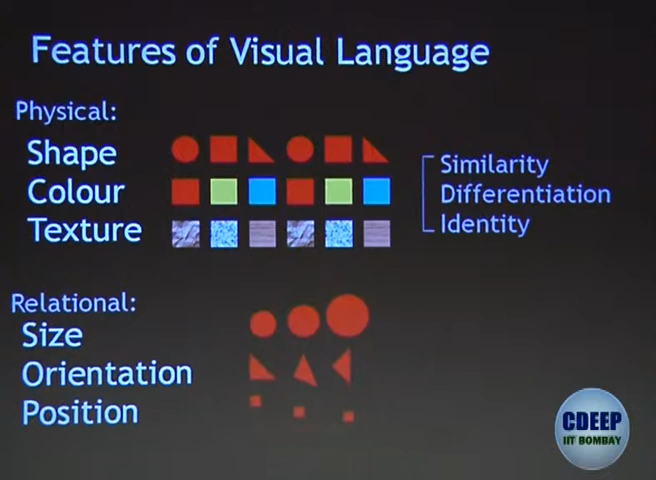 Features of Visual Language
Physical:
Shape
Colour
Texture
Similarity
Differentiation
Identity
Relational:
Size
Orientation
Position
CDEEP
IIT BOMBAY